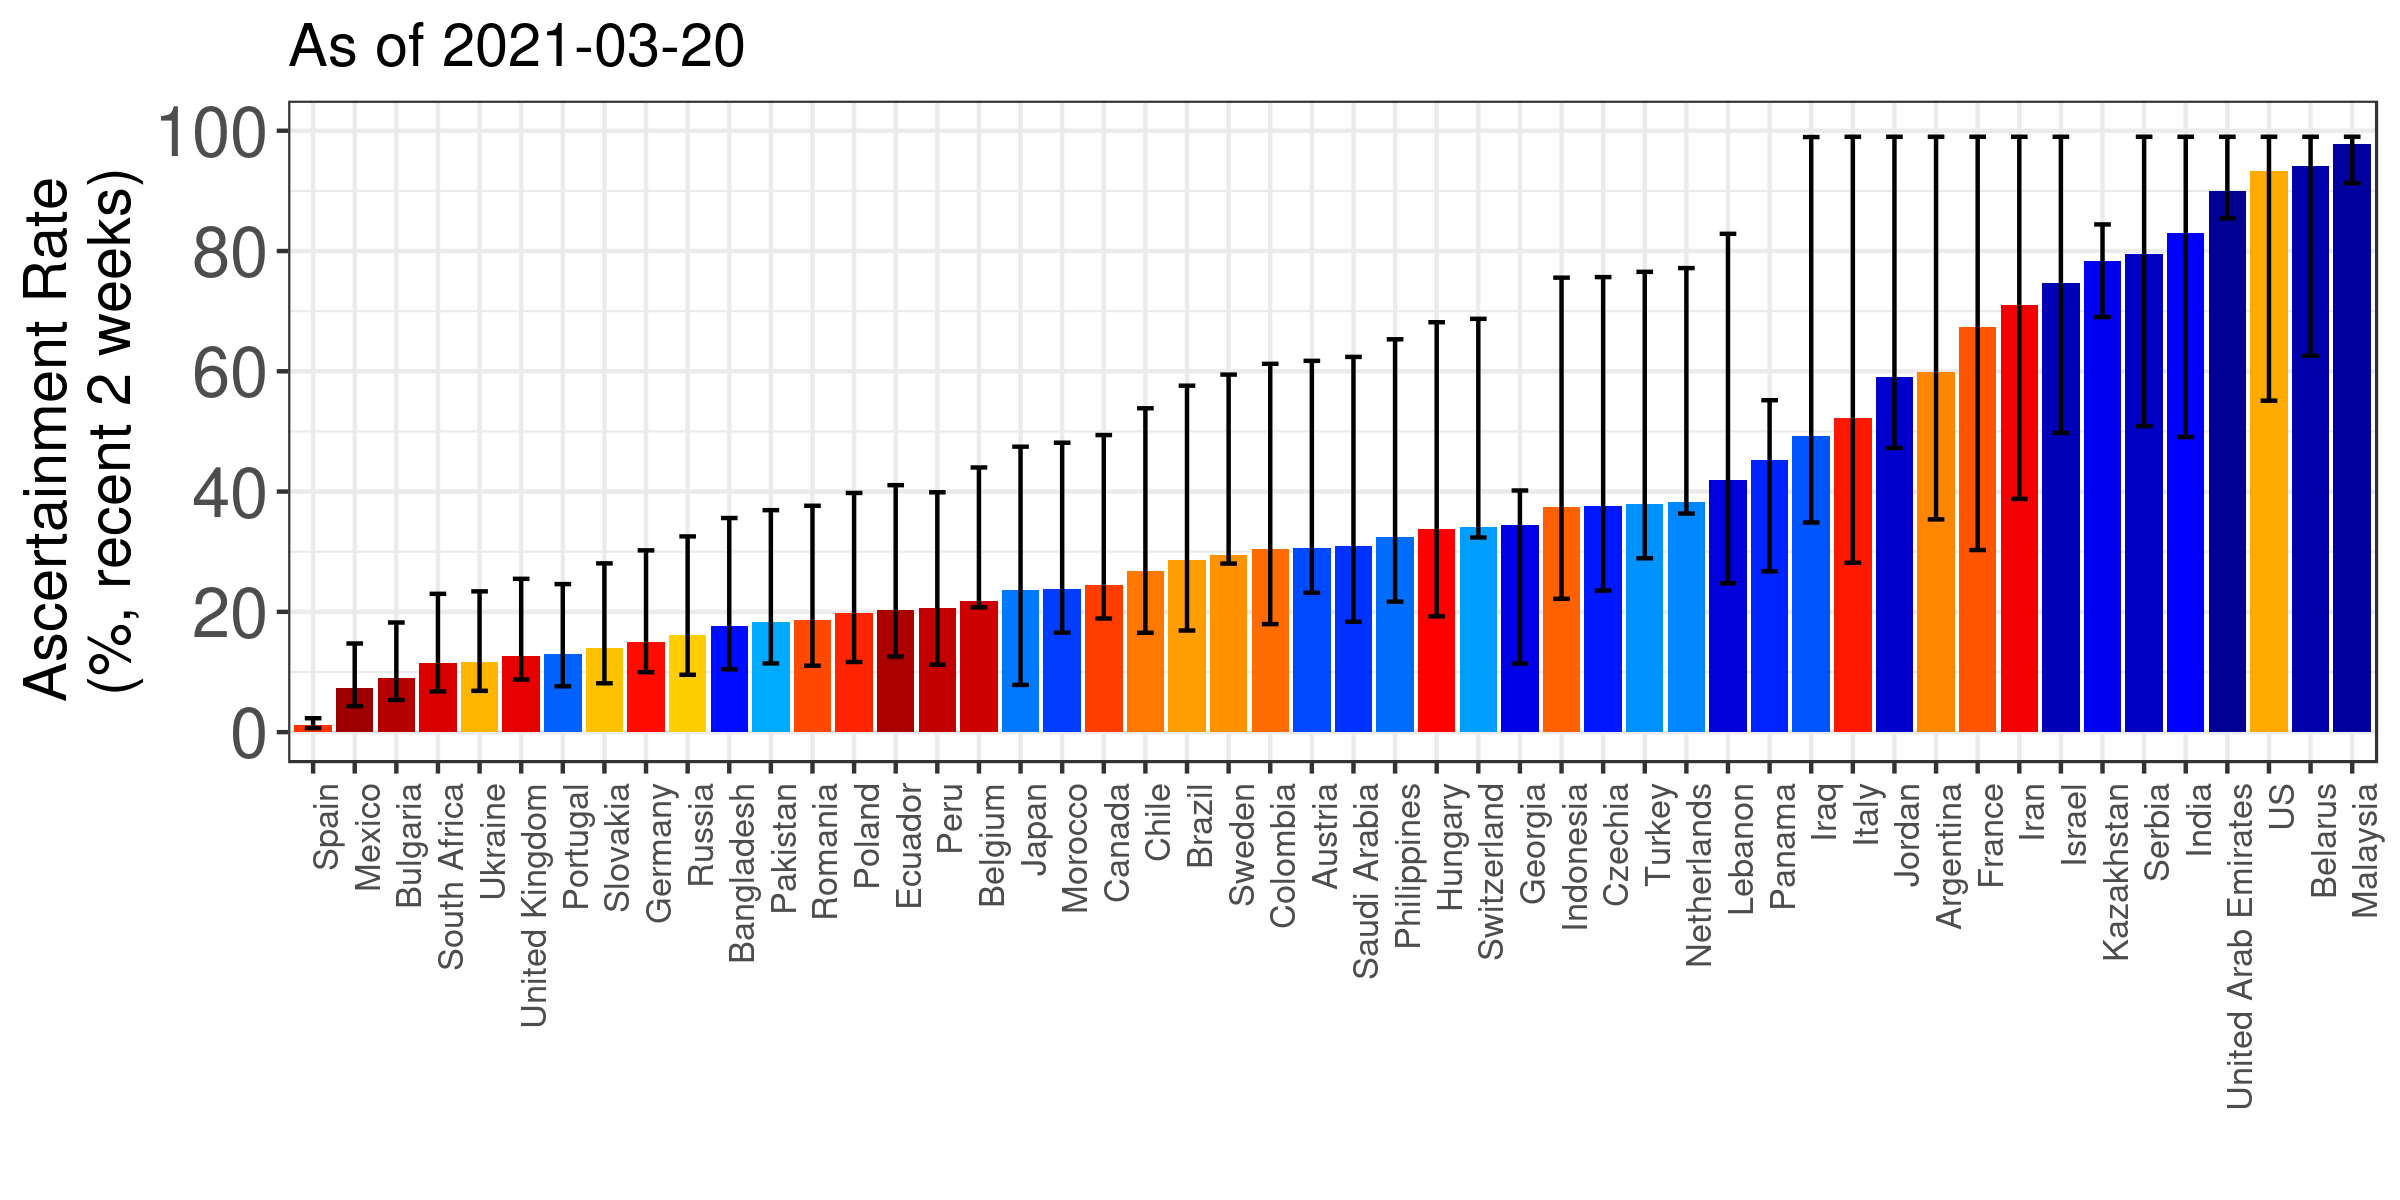 As of 2021-03-20
Ascertainment Rate
(%, recent 2 weeks)
100
80
60
40
20
0
Spain
Mexico
Bulgaria
South Africa
Ukraine
United Kingdom
Portugal
Slovakia
Germany
Russia
Bangladesh
Pakistan
Romania
Poland
Ecuador
Peru
Belgium
Japan
Morocco
Canada
Chile
Brazil
Sweden
Colombia
Austria
Saudi Arabia
Philippines
Hungary
Switzerland
Georgia
Indonesia
Czechia
Turkey
Netherlands
Lebanon
Panama
Iraq
Italy
Jordan
Argentina
France
Iran
Israel
Kazakhstan
Serbia
India
United Arab Emirates
US
Belarus
Malaysia